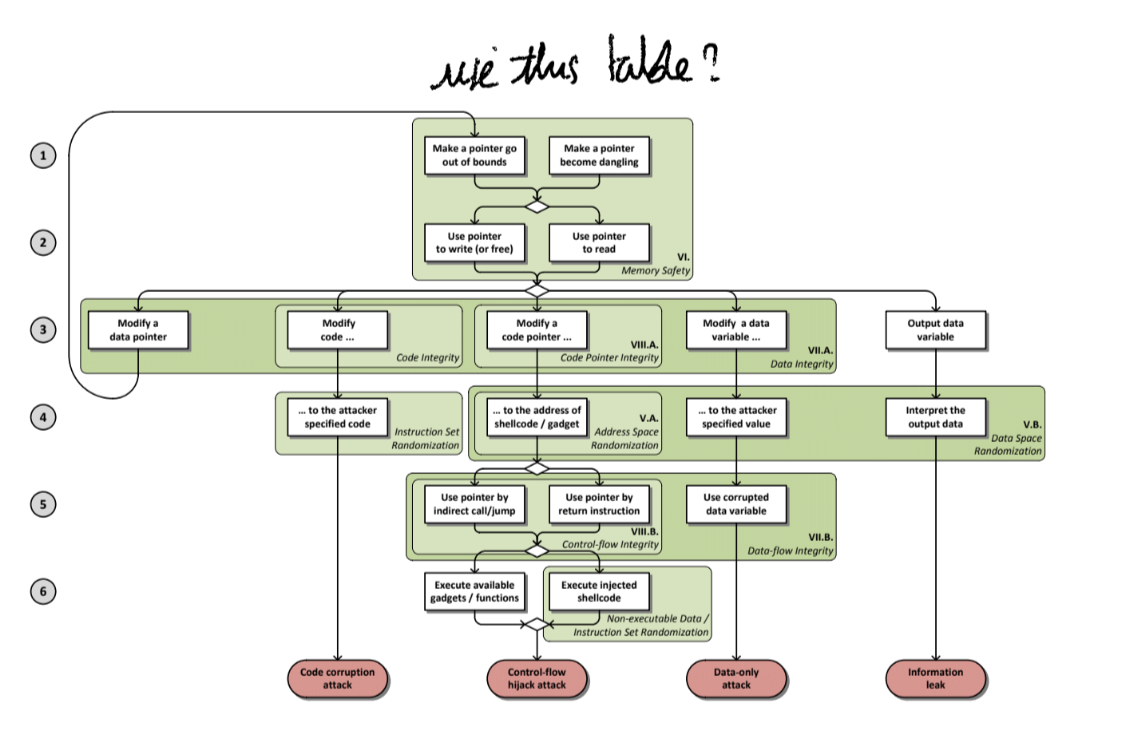 use this table?
1
Make a pointer go
out of bounds
Make a pointer
become dangling
2
Use pointer
to write (or free)
Use pointer
to read
VI.
Memory Safety
3
Modify a
data pointer
Modify
code ...
Code Integrity
Modify a
code pointer ...
VIII.A.
Code Pointer Integrity
Modify a data
variable ...
VII.A.
Data Integrity
Output data
variable
4
... to the attacker
specified code
Instruction Set
Randomization
... to the address of
shellcode / gadget
V.A.
Address Space
Randomization
... to the attacker
specified value
Interpret the
output data
V.B.
Data Space
Randomization
5
Use pointer by
indirect call/jump
Use pointer by
return instruction
VIII.B.
Control-flow Integrity
Use corrupted
data variable
VII.B.
Data-flow Integrity
6
Execute available
gadgets / functions
Execute injected
shellcode
Non-executable Data /
Instruction Set Randomization
Code corruption
attack
Control-flow
hijack attack
Data-only
attack
Information
leak